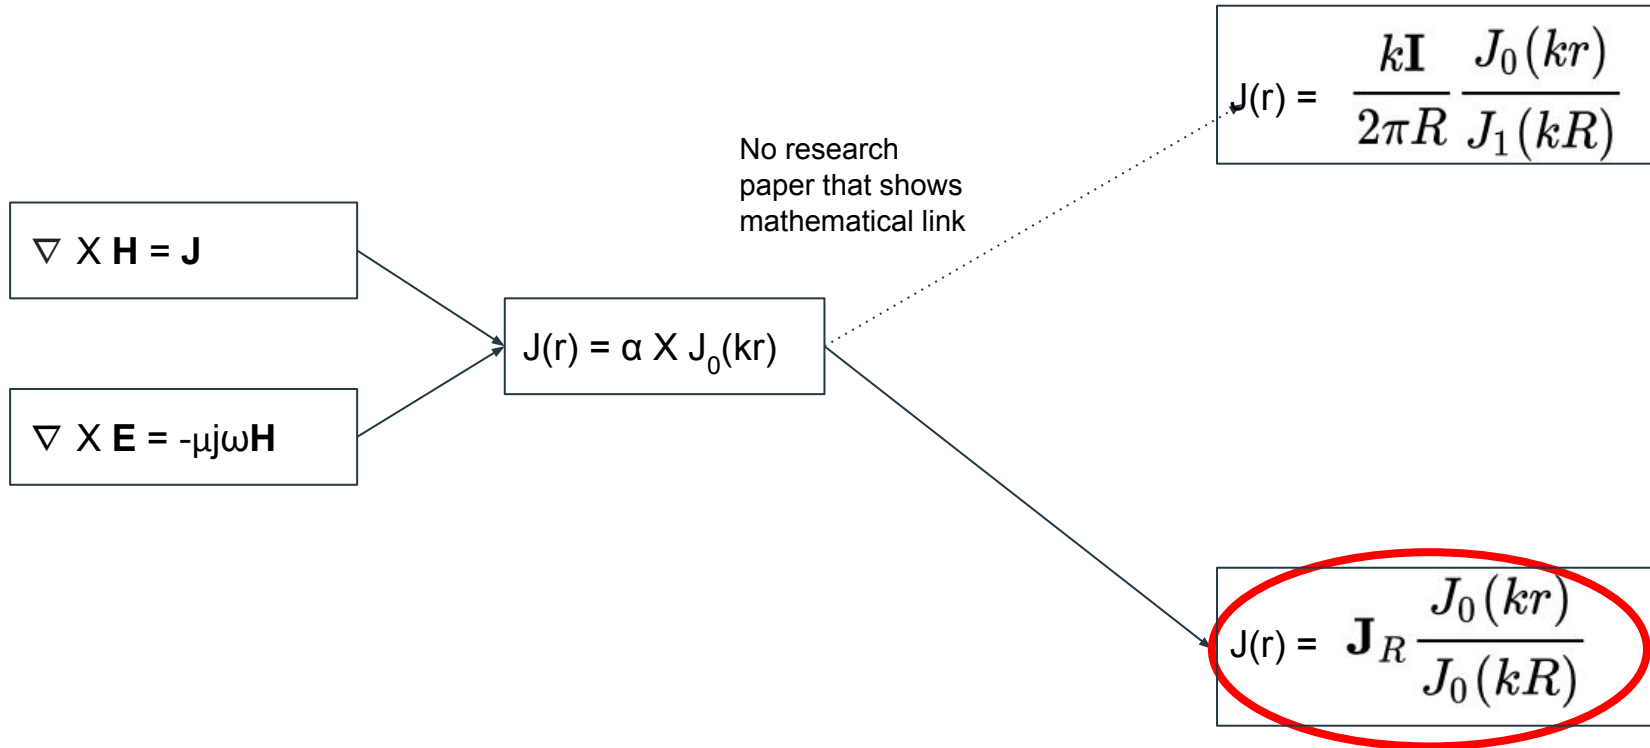 ∇ X H = J
∇ X E = -μjωH
J(r) = α X J₀(kr)
No research
paper that shows
mathematical link
J(r) = kI/2πR J₀(kr)/J₁(kR)
J(r) = J_R J₀(kr)/J₀(kR)